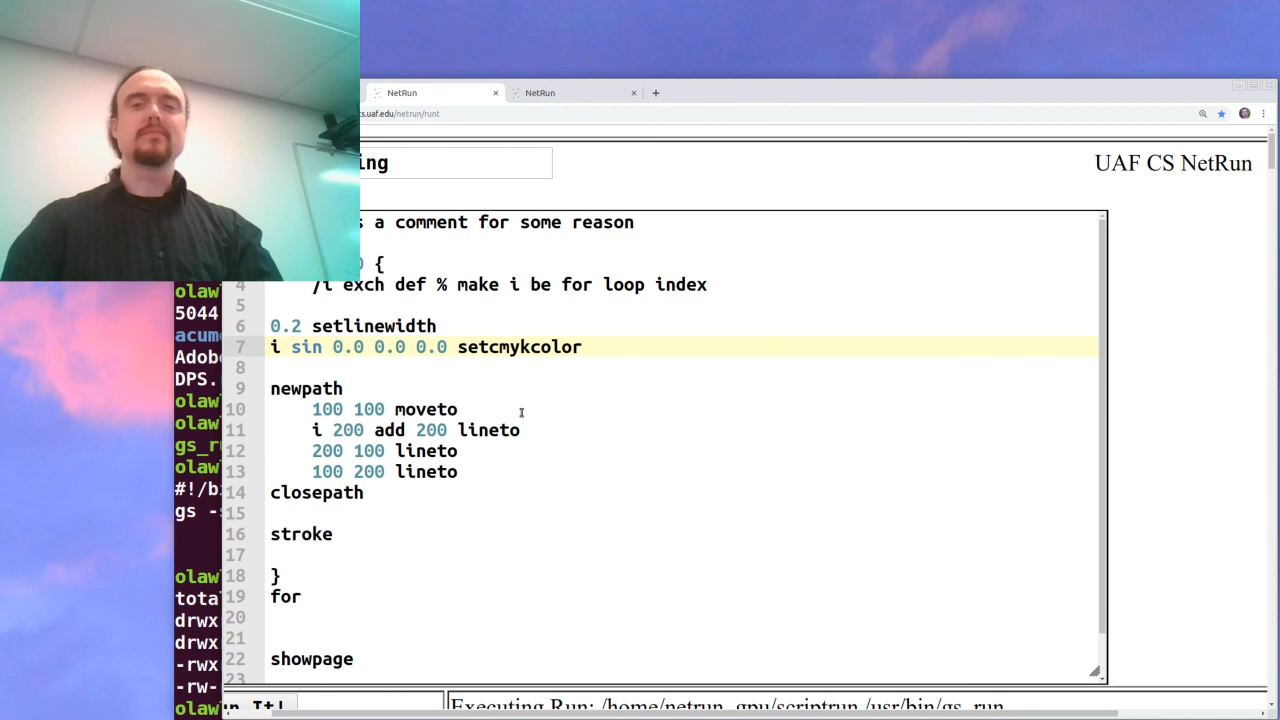 NetRun
NetRun
cs.uaf.edu/netrun/runt
ing
UAF CS NetRun
s a comment for some reason
{
4 /i exch def % make i be for loop index
5
6 0.2 setlinewidth
7 i sin 0.0 0.0 0.0 setcmykcolor
8
9 newpath
10 100 100 moveto
11 i 200 add 200 lineto
12 200 100 lineto
13 100 200 lineto
14 closepath
15
16 stroke
17
18 }
19 for
20
21
22 showpage
23
olaw
5044
acum
Adob
DPS.
olaw
olaw
gs_r
olaw
#!/b
gs -
olaw
tota
drwx
drwx
-rwx
-rw-
olaw
un It!
Executing Run: /home/netrun_gpu/scriptrun /usr/bin/gs_run